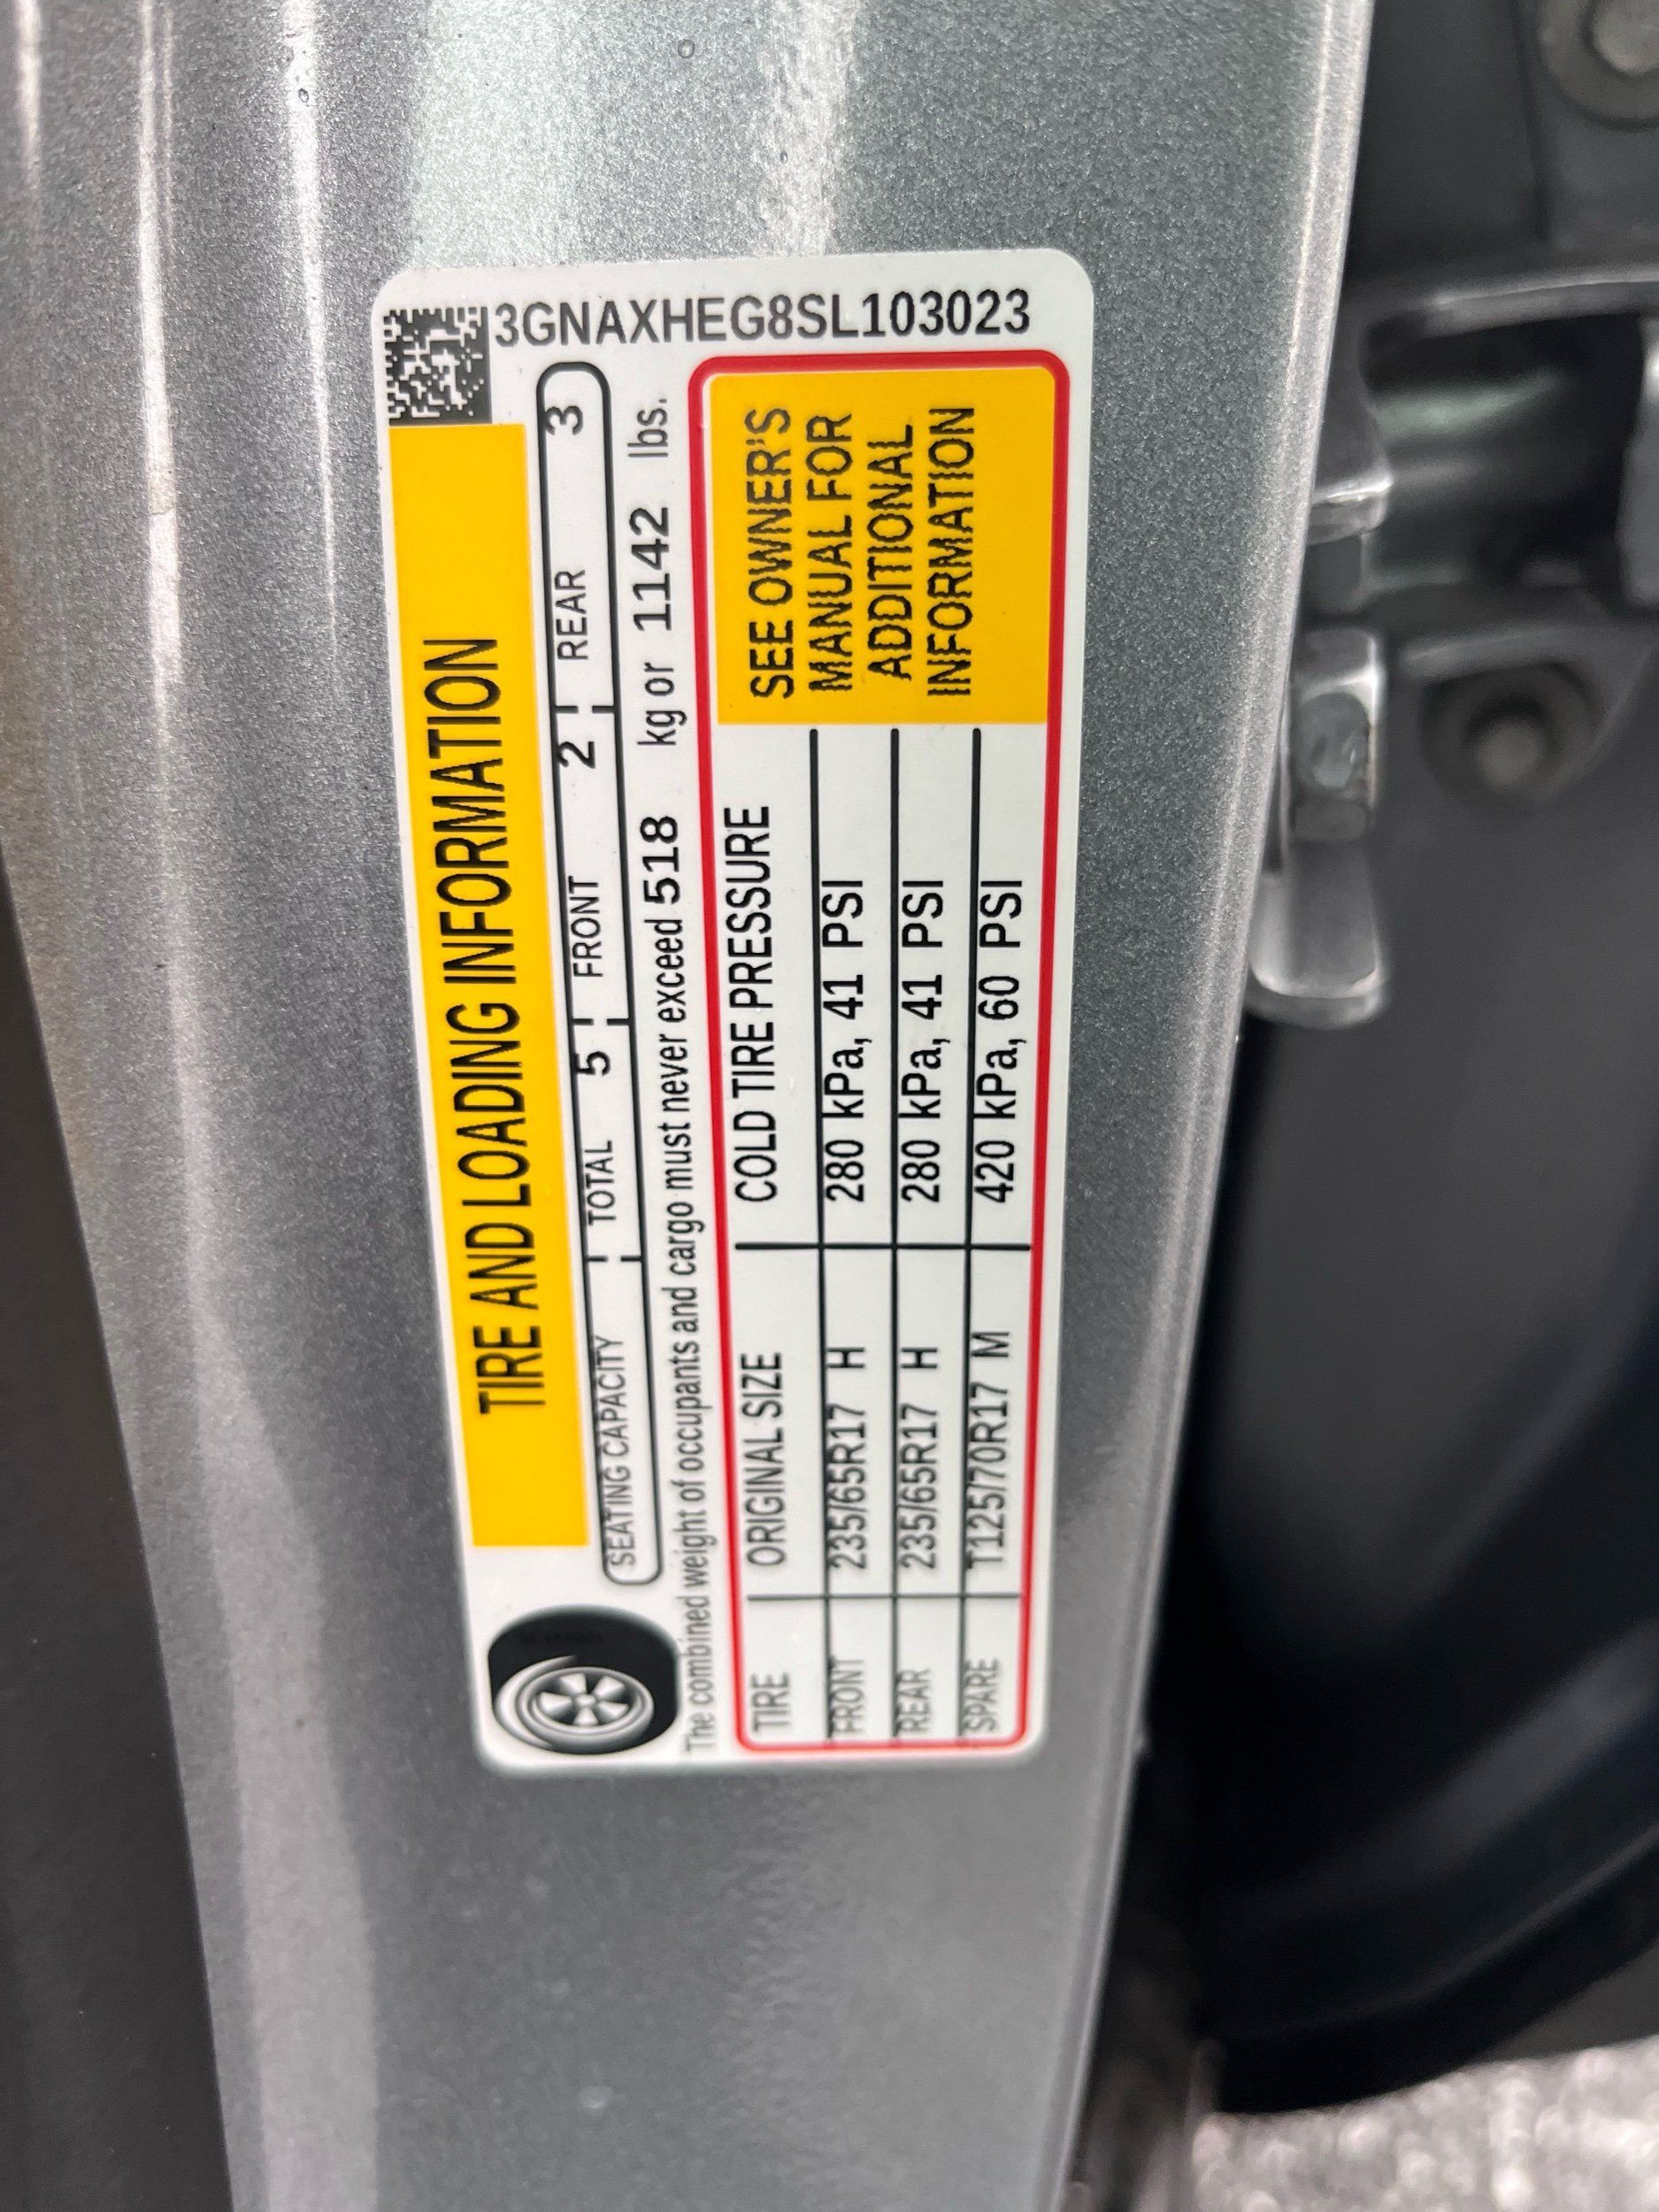 TIRE AND LOADING INFORMATION
3GNAXHEG8SL103023
SEATING CAPACITY TOTAL 5 FRONT 2 REAR 3
The combined weight of occupants and cargo must never exceed 518 kg or 1142 lbs.
TIRE ORIGINAL SIZE COLD TIRE PRESSURE
FRONT 235/65R17 H 280 kPa, 41 PSI
REAR 235/65R17 H 280 kPa, 41 PSI
SPARE T125/70R17 M 420 kPa, 60 PSI
SEE OWNER'S
MANUAL FOR
ADDITIONAL
INFORMATION